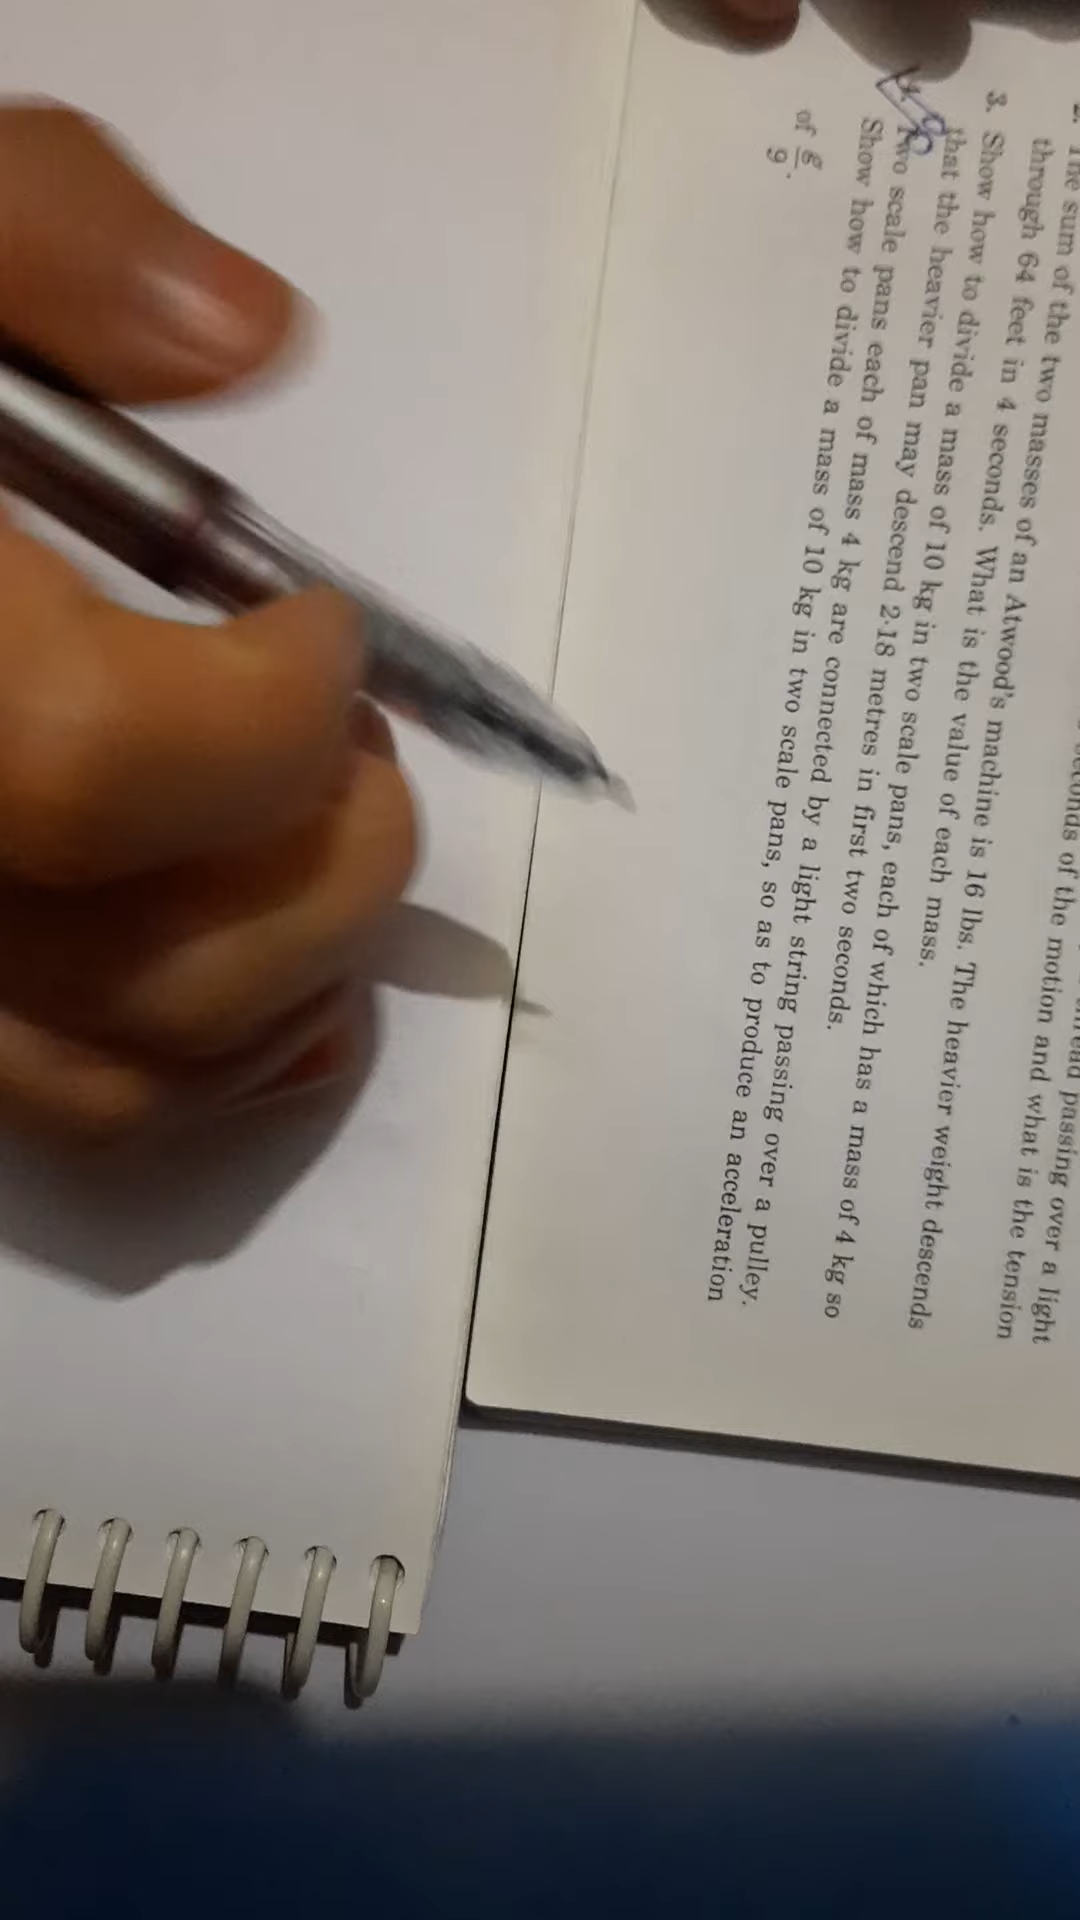 seconds of the motion and what is the tension
thread passing over a light
The sum of the two masses of an Atwood's machine is 16 lbs. The heavier weight descends
through 64 feet in 4 seconds. What is the value of each mass.
3. Show how to divide a mass of 10 kg in two scale pans, each of which has a mass of 4 kg so
that the heavier pan may descend 2·18 metres in first two seconds.
4. Two scale pans each of mass 4 kg are connected by a light string passing over a pulley.
Show how to divide a mass of 10 kg in two scale pans, so as to produce an acceleration
of g/9.